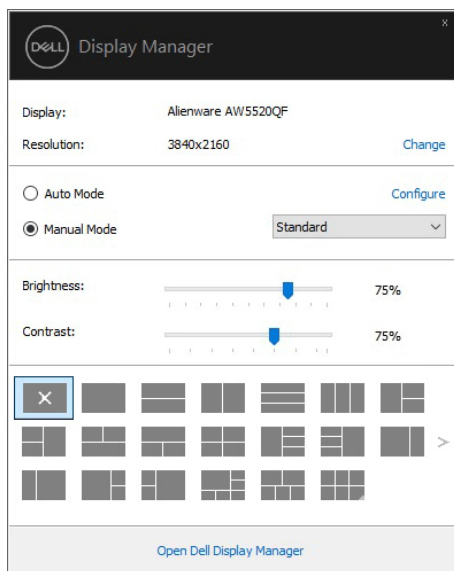 x
DELL Display Manager
Display: Alienware AW5520QF
Resolution: 3840x2160 Change
Auto Mode Configure
Manual Mode Standard
Brightness: 75%
Contrast: 75%
Open Dell Display Manager